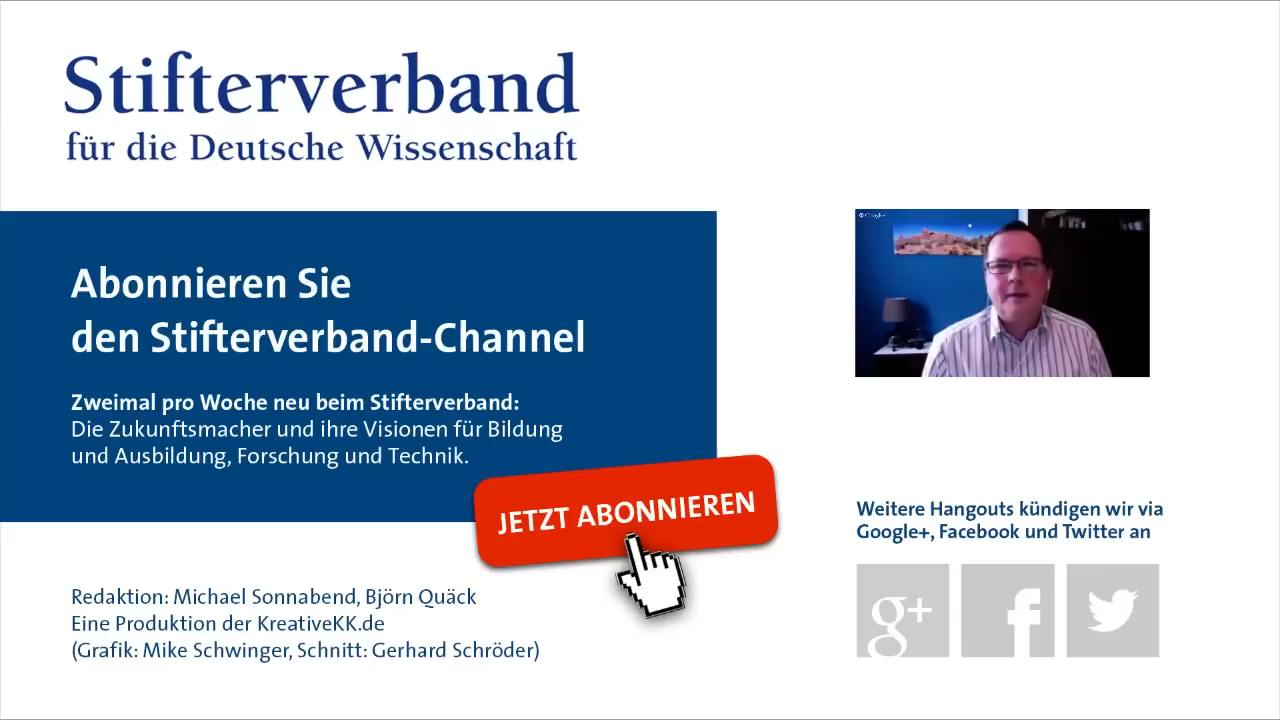 Stifterverband
für die Deutsche Wissenschaft
Abonnieren Sie
den Stifterverband-Channel
Zweimal pro Woche neu beim Stifterverband:
Die Zukunftsmacher und ihre Visionen für Bildung
und Ausbildung, Forschung und Technik.
JETZT ABONNIEREN
Redaktion: Michael Sonnabend, Björn Quäck
Eine Produktion der KreativeKK.de
(Grafik: Mike Schwinger, Schnitt: Gerhard Schröder)
Google+
Weitere Hangouts kündigen wir via
Google+, Facebook und Twitter an
g+
f